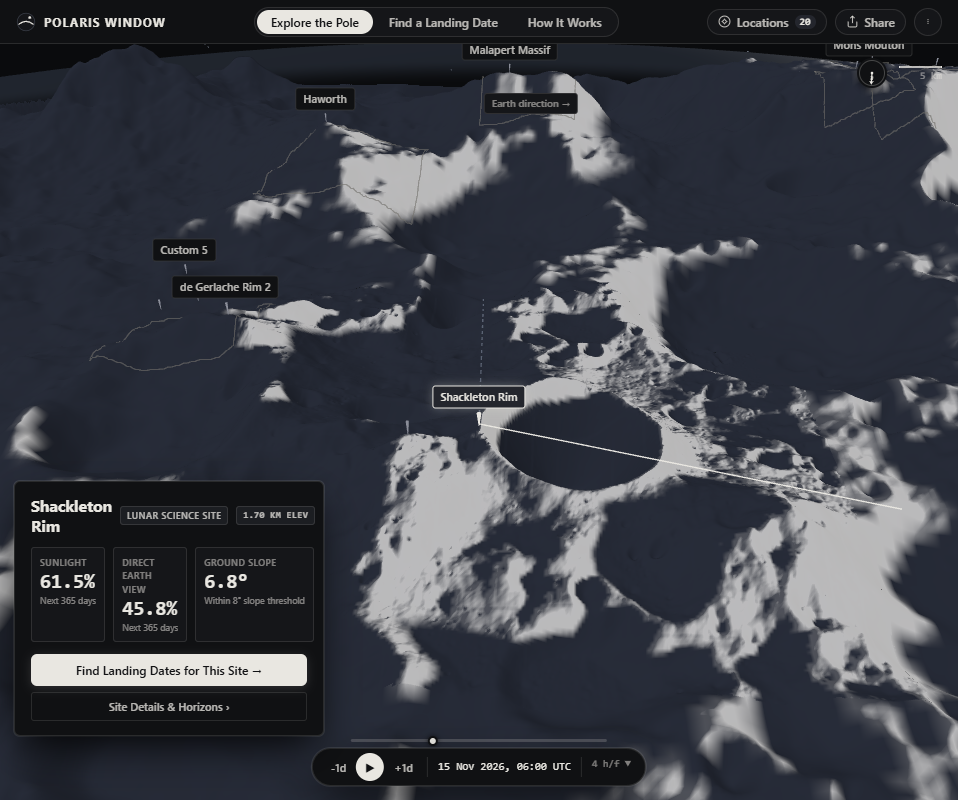 POLARIS WINDOW
Explore the Pole
Find a Landing Date
How It Works
Locations 20
Share
Malapert Massif
Mons Mouton
Haworth
Earth direction →
Custom 5
de Gerlache Rim 2
Shackleton Rim
Shackleton
Rim
LUNAR SCIENCE SITE
1.70 KM ELEV
SUNLIGHT
61.5%
Next 365 days
DIRECT
EARTH
VIEW
45.8%
Next 365 days
GROUND SLOPE
6.8°
Within 8° slope threshold
Find Landing Dates for This Site →
Site Details & Horizons ›
-1d
+1d
15 Nov 2026, 06:00 UTC
4 h/f ▼